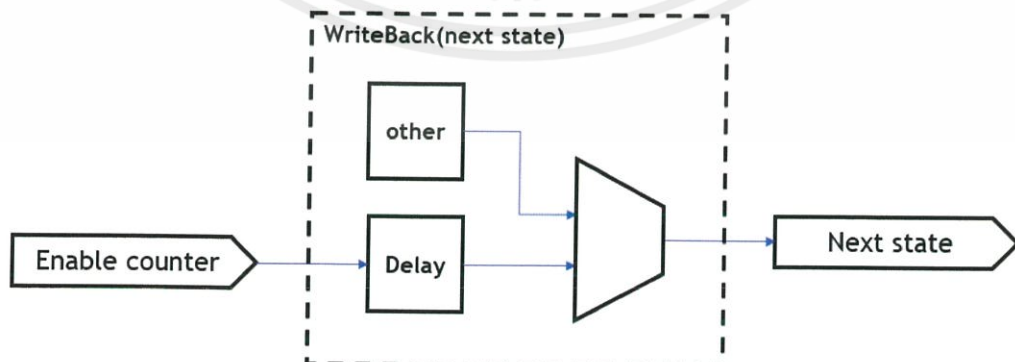 WriteBack(next state)
other
Enable counter
Delay
Next state